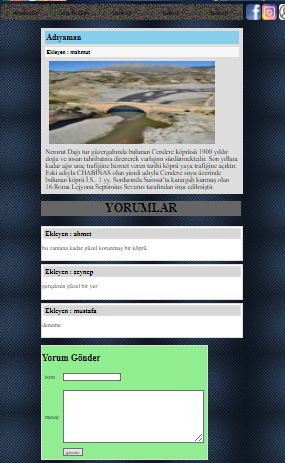 Adıyaman
Ekleyen : mahmut
Nemrut Dağı tur güzergahında bulunan Cendere köprüsü 1900 yıldır
doğa ve insan tahribatına direnerek varlığını sürdürmektedir. Son yıllara
kadar ağır araç trafiğine hizmet veren tarihi köprü yaya trafiğine açıktır.
Eski adıyla CHABİNAS olan şimdi adıyla Cendere suyu üzerinde
bulunan köprü I.S.. 1 yy. Sonlarında Samsat'ta karargah kurmuş olan
16.Roma Lejyonu Septimius Severus tarafından inşa edilmiştir.
YORUMLAR
Ekleyen : ahmet
bu zamana kadar güzel korunmuş bir köprü.
Ekleyen : zeynep
gerçekten güzel bir yer
Ekleyen : mustafa
deneme
Yorum Gönder
isim
mesaj
gönder